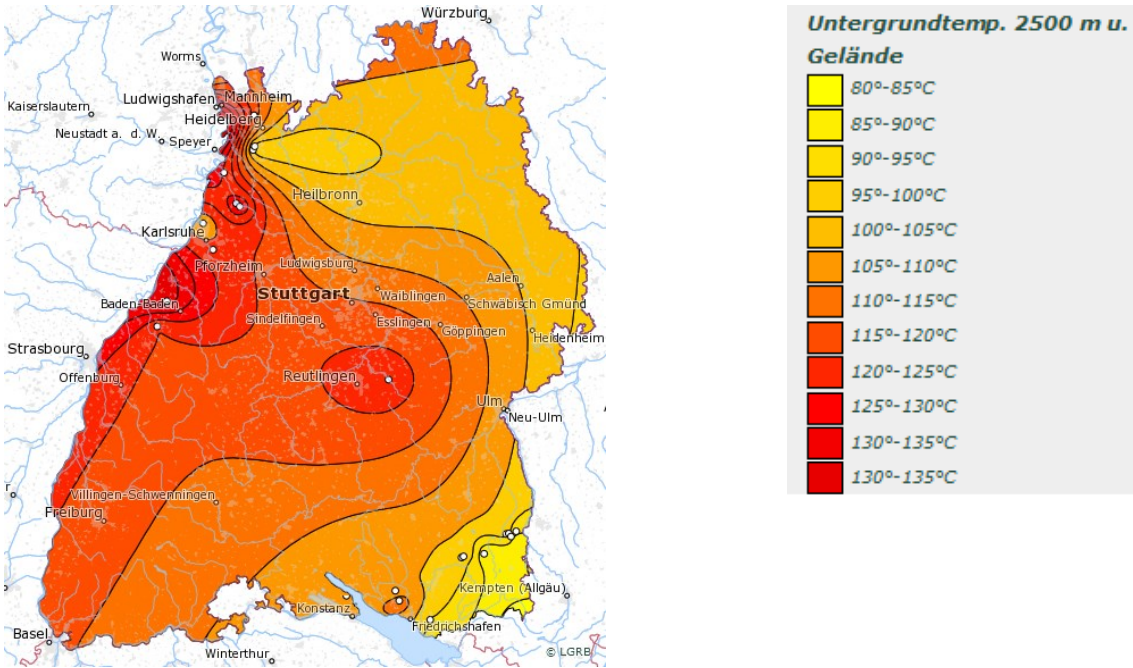 Würzburg
Worms
Kaiserslautern
Ludwigshafen
Mannheim
Heidelberg
Neustadt a. d. W.
Speyer
Heilbronn
Karlsruhe
Pforzheim
Ludwigsburg
Aalen
Stuttgart
Waiblingen
Schwäbisch Gmünd
Baden-Baden
Sindelfingen
Esslingen
Göppingen
Heidenheim
Strasbourg
Offenburg
Reutlingen
Ulm
Neu-Ulm
Villingen-Schwenningen
Freiburg
Kempten (Allgäu)
Konstanz
Friedrichshafen
Basel
Winterthur
© LGRB
Untergrundtemp. 2500 m u.
Gelände
80°-85°C
85°-90°C
90°-95°C
95°-100°C
100°-105°C
105°-110°C
110°-115°C
115°-120°C
120°-125°C
125°-130°C
130°-135°C
130°-135°C